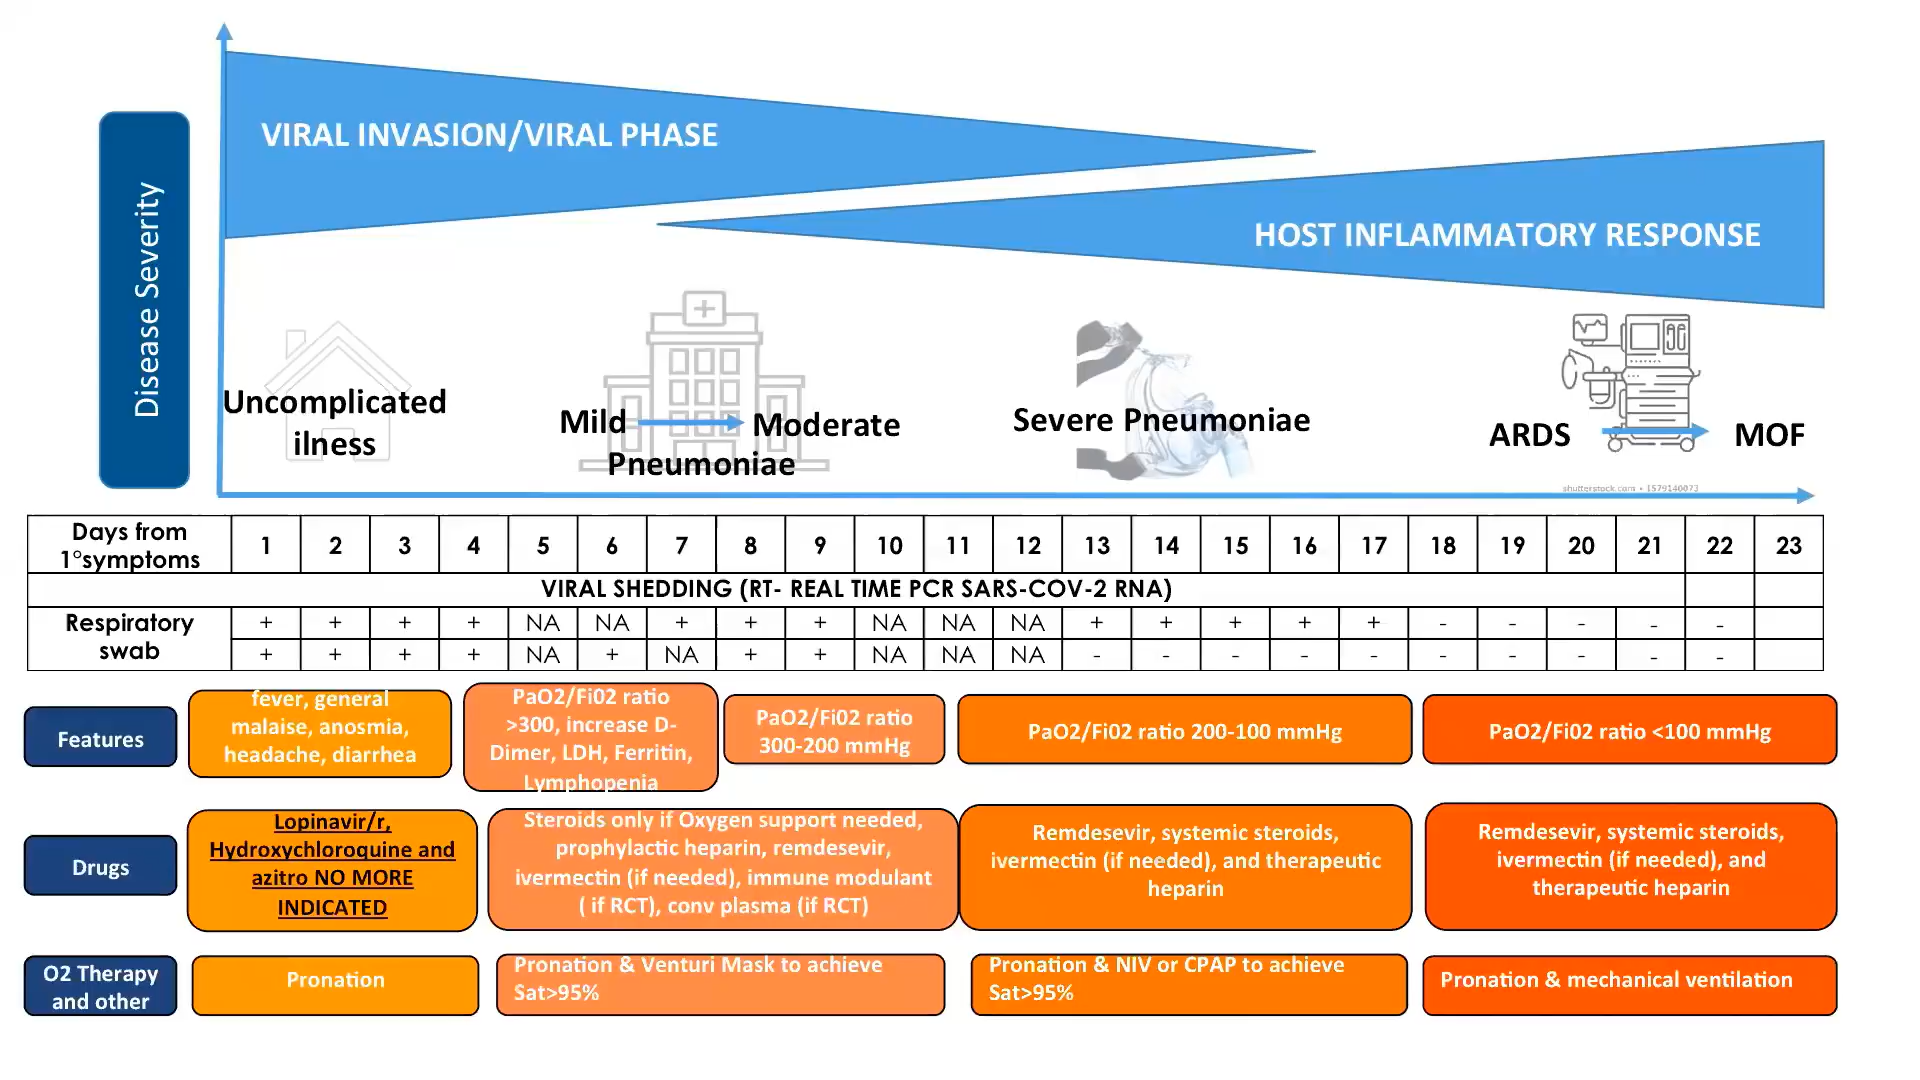 VIRAL INVASION/VIRAL PHASE
HOST INFLAMMATORY RESPONSE
Disease Severity
Uncomplicated
ilness
Mild
Moderate
Pneumoniae
Severe Pneumoniae
ARDS
MOF
shutterstock.com • 1579140073
Days from
1°symptoms
1 2 3 4 5 6 7 8 9 10 11 12 13 14 15 16 17 18 19 20 21 22 23
VIRAL SHEDDING (RT- REAL TIME PCR SARS-COV-2 RNA)
Respiratory
swab
+ + + + NA NA + + + NA NA NA + + + + + - - - - -
+ + + + NA + NA + + NA NA NA - - - - - - - - - -
Features
fever, general
malaise, anosmia,
headache, diarrhea
PaO2/Fi02 ratio
>300, increase D-
Dimer, LDH, Ferritin,
Lymphopenia
PaO2/Fi02 ratio
300-200 mmHg
PaO2/Fi02 ratio 200-100 mmHg
PaO2/Fi02 ratio <100 mmHg
Drugs
Lopinavir/r,
Hydroxychloroquine and
azitro NO MORE
INDICATED
Steroids only if Oxygen support needed,
prophylactic heparin, remdesevir,
ivermectin (if needed), immune modulant
( if RCT), conv plasma (if RCT)
Remdesevir, systemic steroids,
ivermectin (if needed), and therapeutic
heparin
Remdesevir, systemic steroids,
ivermectin (if needed), and
therapeutic heparin
O2 Therapy
and other
Pronation
Pronation & Venturi Mask to achieve
Sat>95%
Pronation & NIV or CPAP to achieve
Sat>95%
Pronation & mechanical ventilation